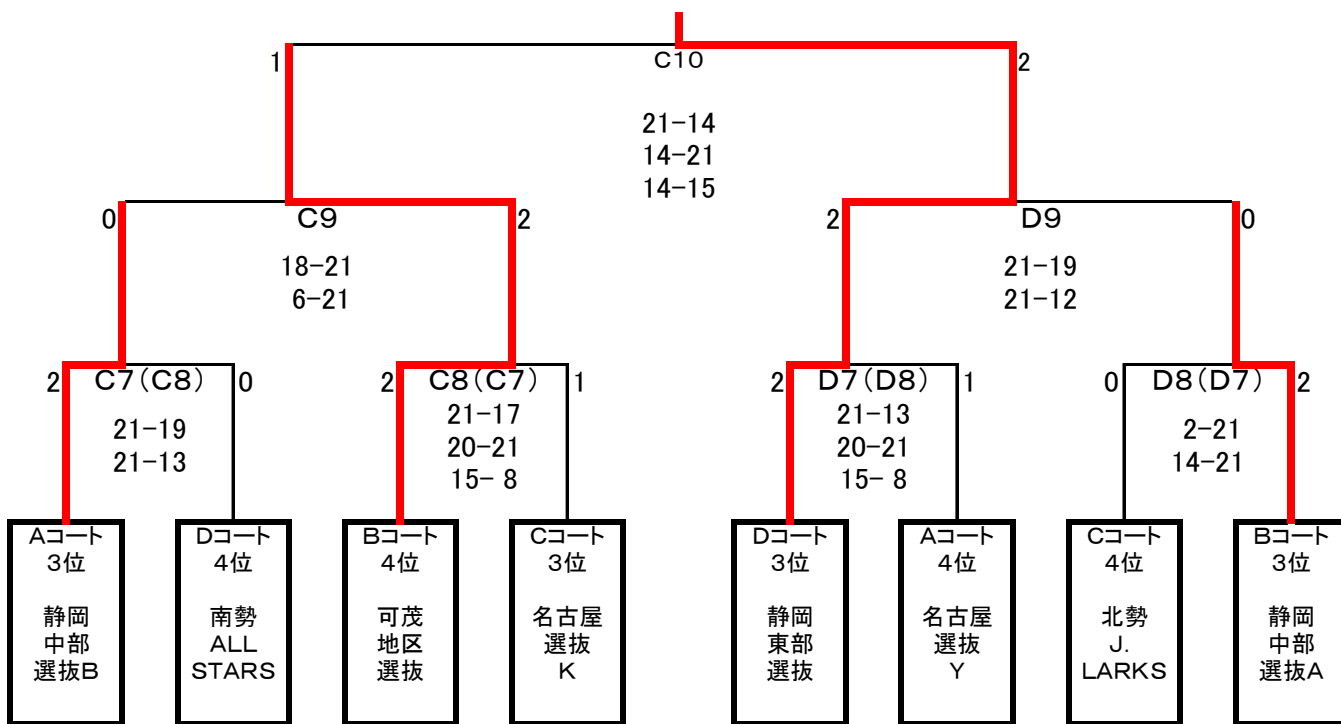 1
C10
2
21-14
14-21
14-15
0
C9
2
2
D9
0
18-21
6-21
21-19
21-12
2
C7(C8)
0
2
C8(C7)
1
2
D7(D8)
1
0
D8(D7)
2
21-19
21-13
21-17
20-21
15- 8
21-13
20-21
15- 8
2-21
14-21
Aコート
3位
静岡
中部
選抜B
Dコート
4位
南勢
ALL
STARS
Bコート
4位
可茂
地区
選抜
Cコート
3位
名古屋
選抜
K
Dコート
3位
静岡
東部
選抜
Aコート
4位
名古屋
選抜
Y
Cコート
4位
北勢
J.
LARKS
Bコート
3位
静岡
中部
選抜A